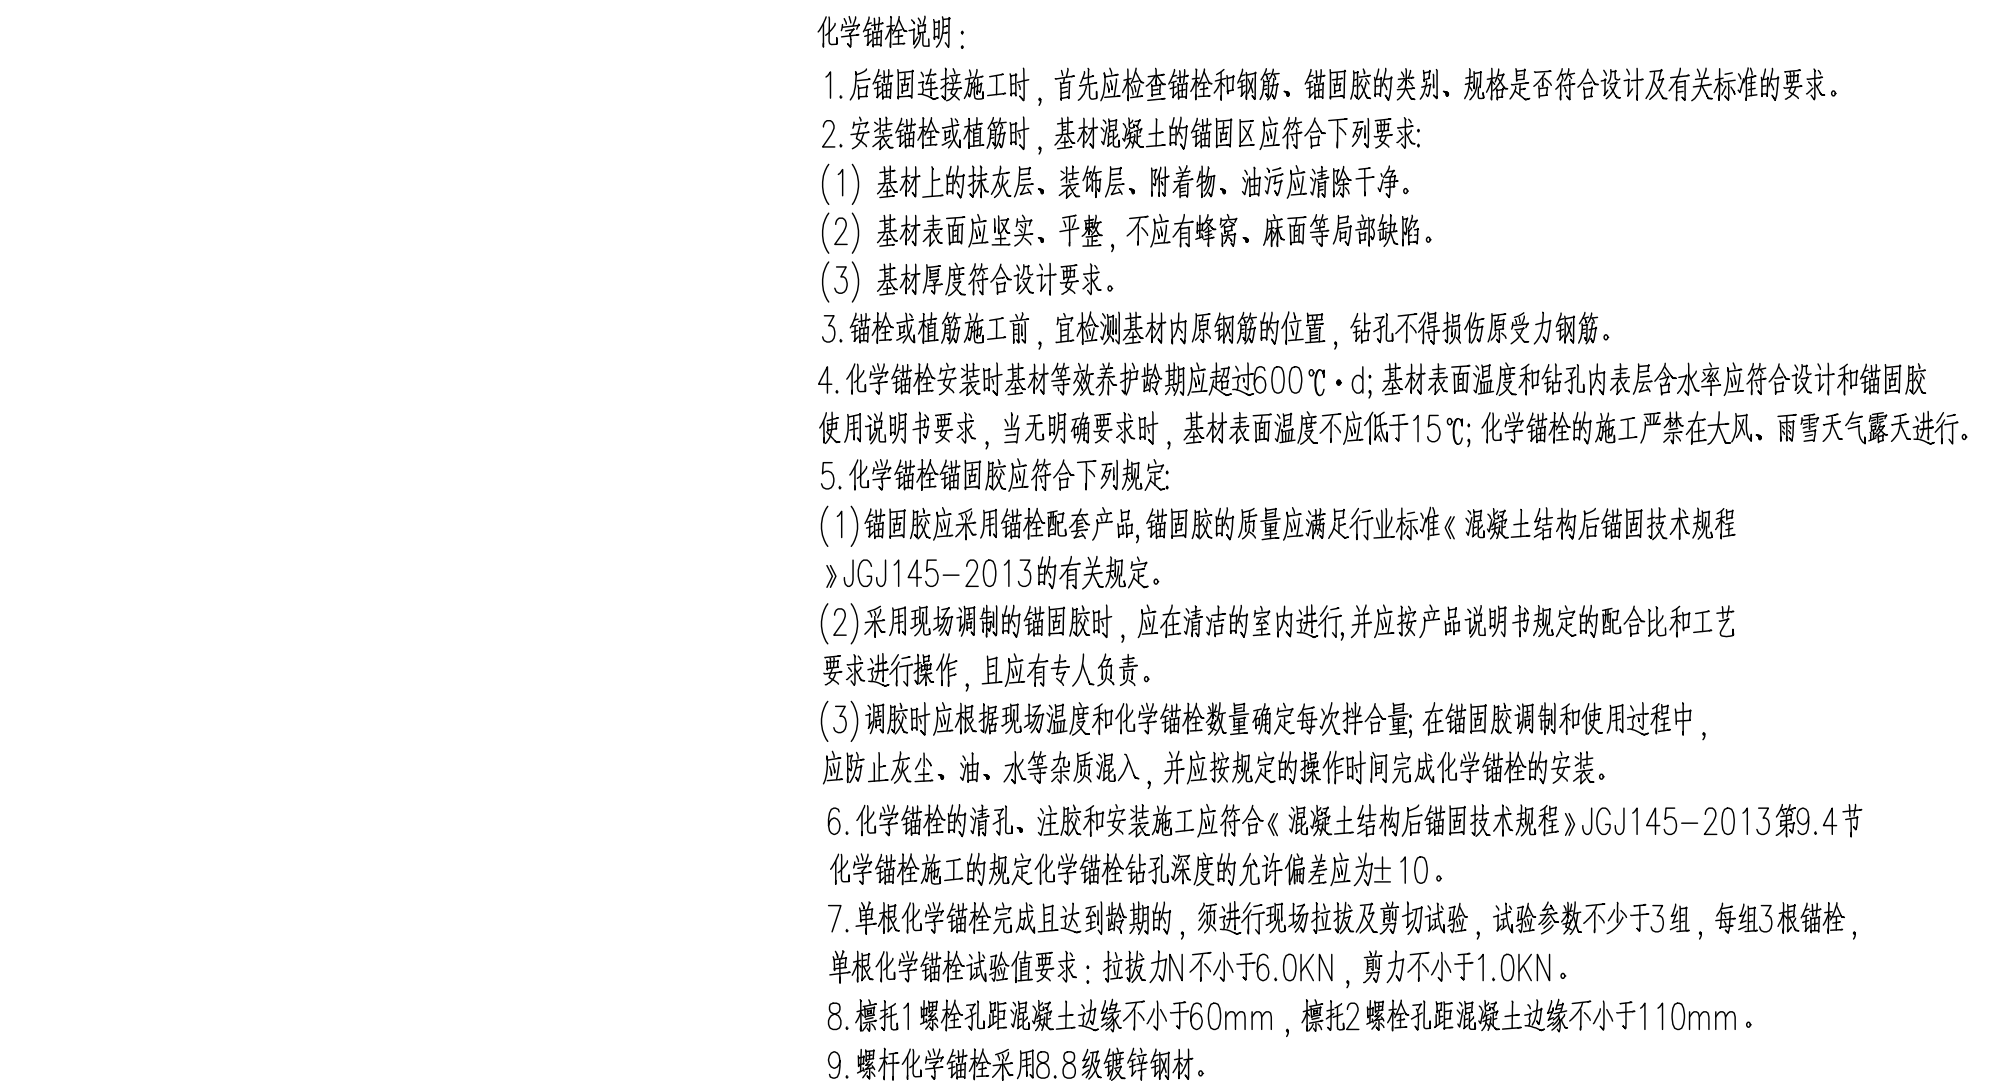 化学锚栓说明：
1.后锚固连接施工时，首先应检查锚栓和钢筋、锚固胶的类别、规格是否符合设计及有关标准的要求。
2.安装锚栓或植筋时，基材混凝土的锚固区应符合下列要求:
(1) 基材上的抹灰层、装饰层、附着物、油污应清除干净。
(2) 基材表面应坚实、平整，不应有蜂窝、麻面等局部缺陷。
(3) 基材厚度符合设计要求。
3.锚栓或植筋施工前，宜检测基材内原钢筋的位置，钻孔不得损伤原受力钢筋。
4.化学锚栓安装时基材等效养护龄期应超过600℃·d;基材表面温度和钻孔内表层含水率应符合设计和锚固胶
使用说明书要求，当无明确要求时，基材表面温度不应低于15℃;化学锚栓的施工严禁在大风、雨雪天气露天进行。
5.化学锚栓锚固胶应符合下列规定:
(1)锚固胶应采用锚栓配套产品,锚固胶的质量应满足行业标准《混凝土结构后锚固技术规程
》JGJ145-2013的有关规定。
(2)采用现场调制的锚固胶时，应在清洁的室内进行,并应按产品说明书规定的配合比和工艺
要求进行操作，且应有专人负责。
(3)调胶时应根据现场温度和化学锚栓数量确定每次拌合量;在锚固胶调制和使用过程中，
应防止灰尘、油、水等杂质混入，并应按规定的操作时间完成化学锚栓的安装。
6.化学锚栓的清孔、注胶和安装施工应符合《混凝土结构后锚固技术规程》JGJ145-2013第9.4节
化学锚栓施工的规定化学锚栓钻孔深度的允许偏差应为±10。
7.单根化学锚栓完成且达到龄期的，须进行现场拉拔及剪切试验，试验参数不少于3组，每组3根锚栓，
单根化学锚栓试验值要求：拉拔力N不小于6.0KN，剪力不小于1.0KN。
8.檩托1螺栓孔距混凝土边缘不小于60mm，檩托2螺栓孔距混凝土边缘不小于110mm。
9.螺杆化学锚栓采用8.8级镀锌钢材。